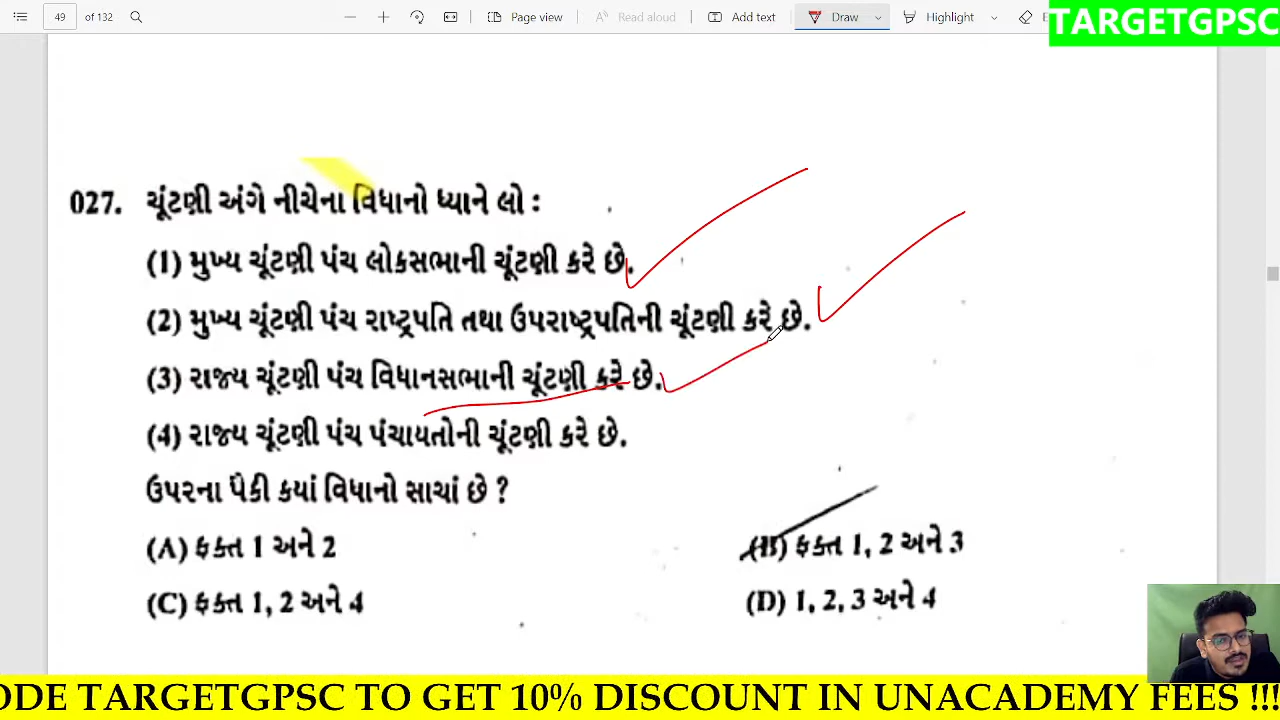 49 of 132 Page view Read aloud Add text Draw Highlight
TARGETGPSC
027. ચૂંટણી અંગે નીચેના વિધાનો ધ્યાને લો :
(1) મુખ્ય ચૂંટણી પંચ લોકસભાની ચૂંટણી કરે છે.
(2) મુખ્ય ચૂંટણી પંચ રાષ્ટ્રપતિ તથા ઉપરાષ્ટ્રપતિની ચૂંટણી કરે છે.
(3) રાજ્ય ચૂંટણી પંચ વિધાનસભાની ચૂંટણી કરે છે.
(4) રાજ્ય ચૂંટણી પંચ પંચાયતોની ચૂંટણી કરે છે.
ઉપરના પૈકી કયાં વિધાનો સાચાં છે ?
(A) ફક્ત 1 અને 2 (B) ફક્ત 1, 2 અને 3
(C) ફક્ત 1, 2 અને 4 (D) 1, 2, 3 અને 4
ODE TARGETGPSC TO GET 10% DISCOUNT IN UNACADEMY FEES !!!